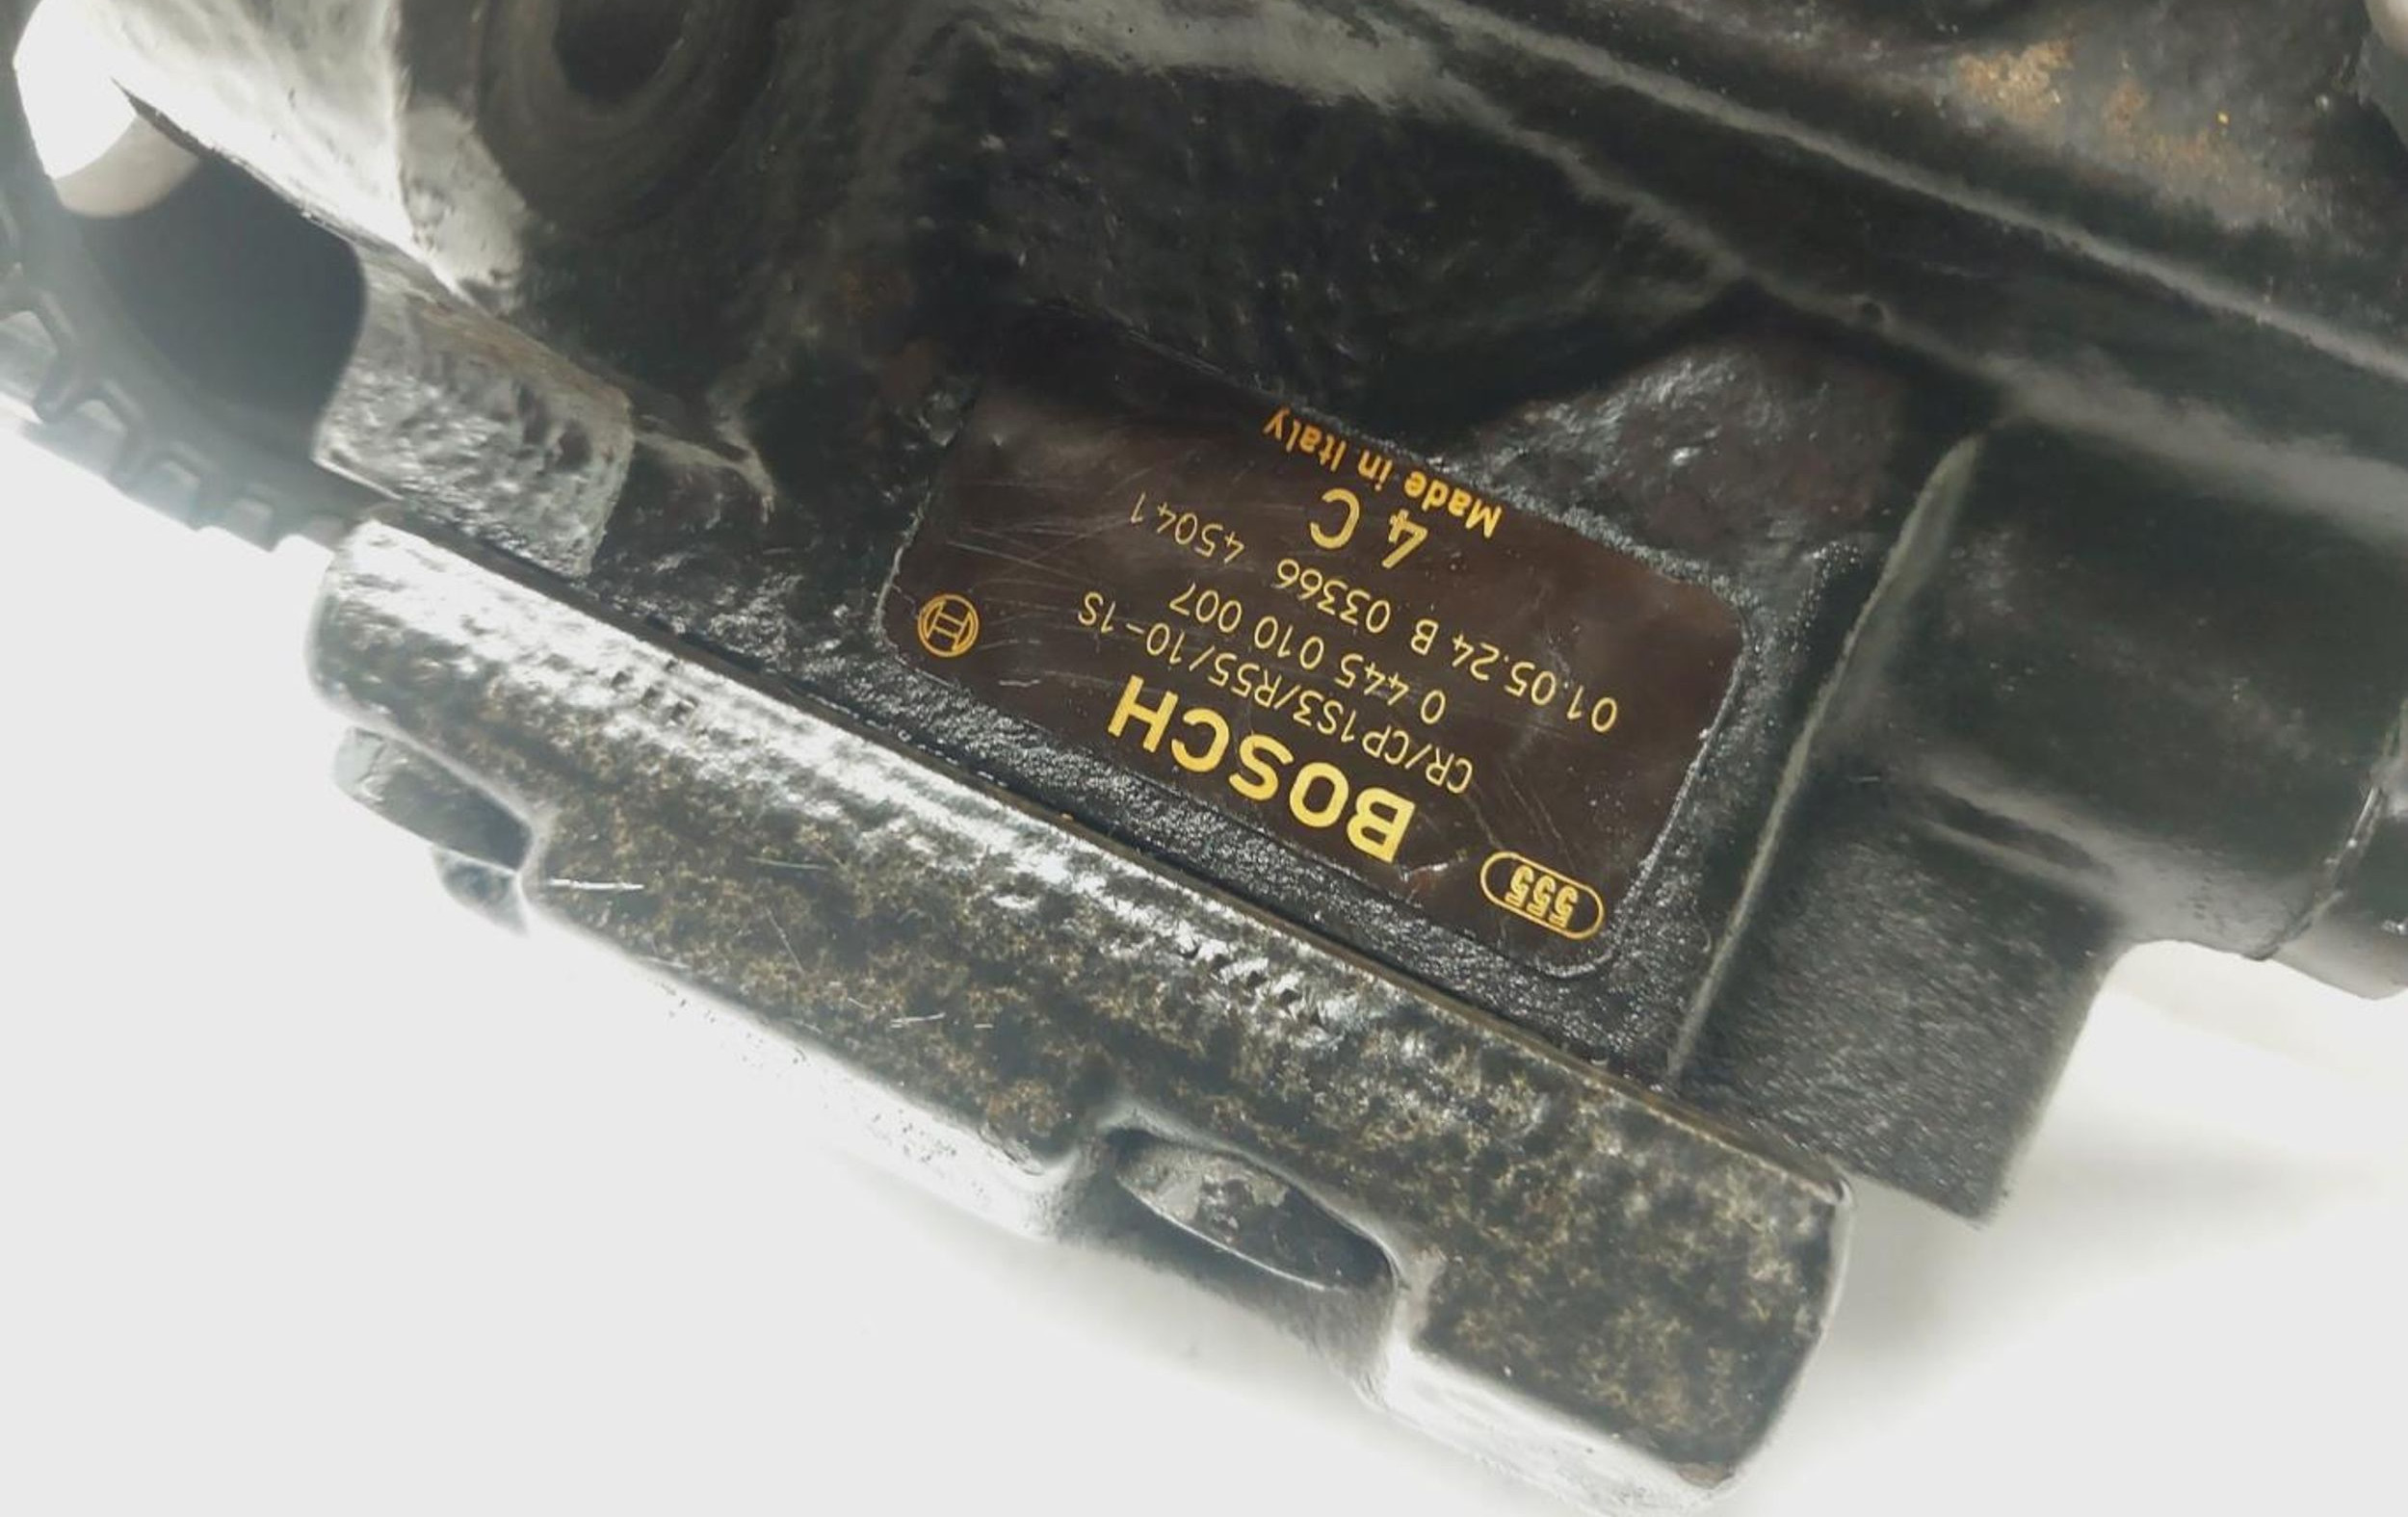 555
BOSCH
CR/CP1S3/R55/10-1S
0 445 010 007
01.05.24 B 03366 45041
4 C
Made in Italy